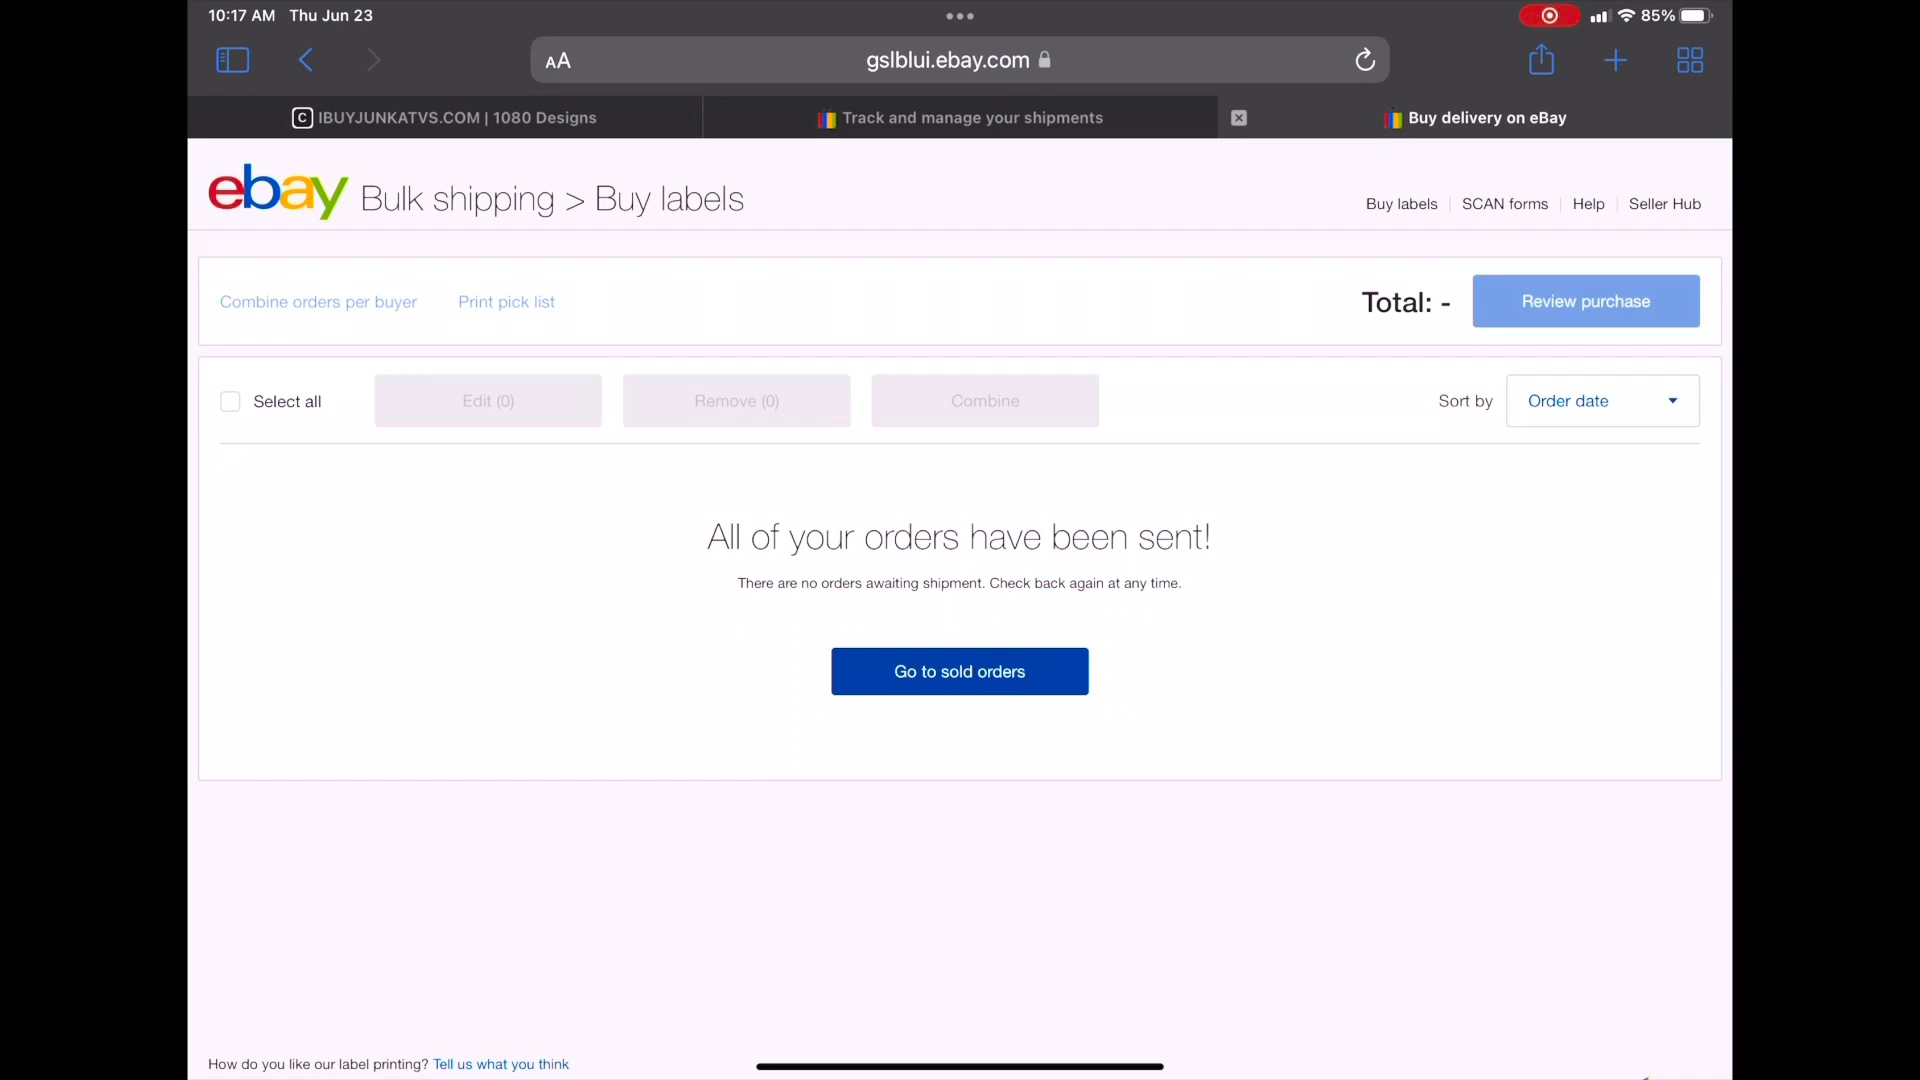 10:17 AM Thu Jun 23
85%
AA
gslblui.ebay.com
C IBUYJUNKATVS.COM | 1080 Designs
Track and manage your shipments
Buy delivery on eBay
ebay Bulk shipping > Buy labels
Buy labels
SCAN forms
Help
Seller Hub
Combine orders per buyer
Print pick list
Total: -
Review purchase
Select all
Edit (0)
Remove (0)
Combine
Sort by
Order date
All of your orders have been sent!
There are no orders awaiting shipment. Check back again at any time.
Go to sold orders
How do you like our label printing? Tell us what you think